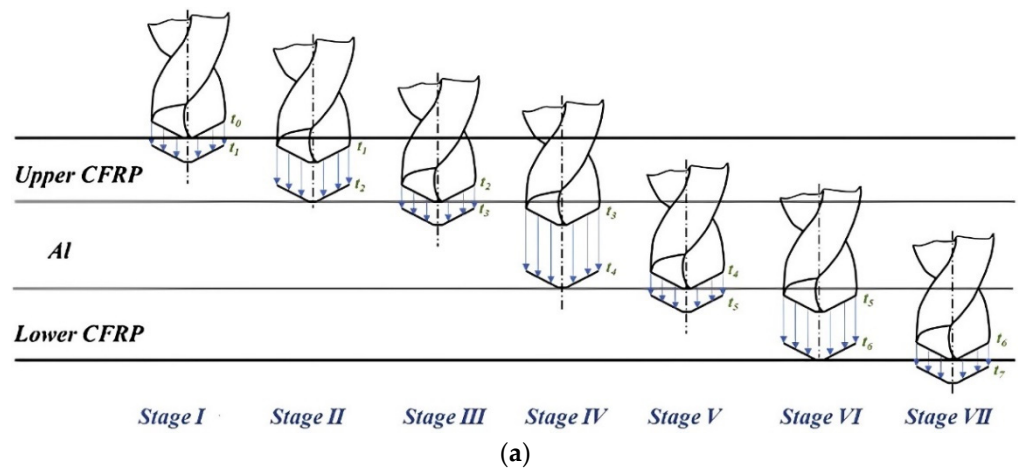 t0
t1
t1
t2
t2
t3
t3
t4
t4
t5
t5
t6
t6
t7
Upper CFRP
Al
Lower CFRP
Stage I
Stage II
Stage III
Stage IV
Stage V
Stage VI
Stage VII
(a)